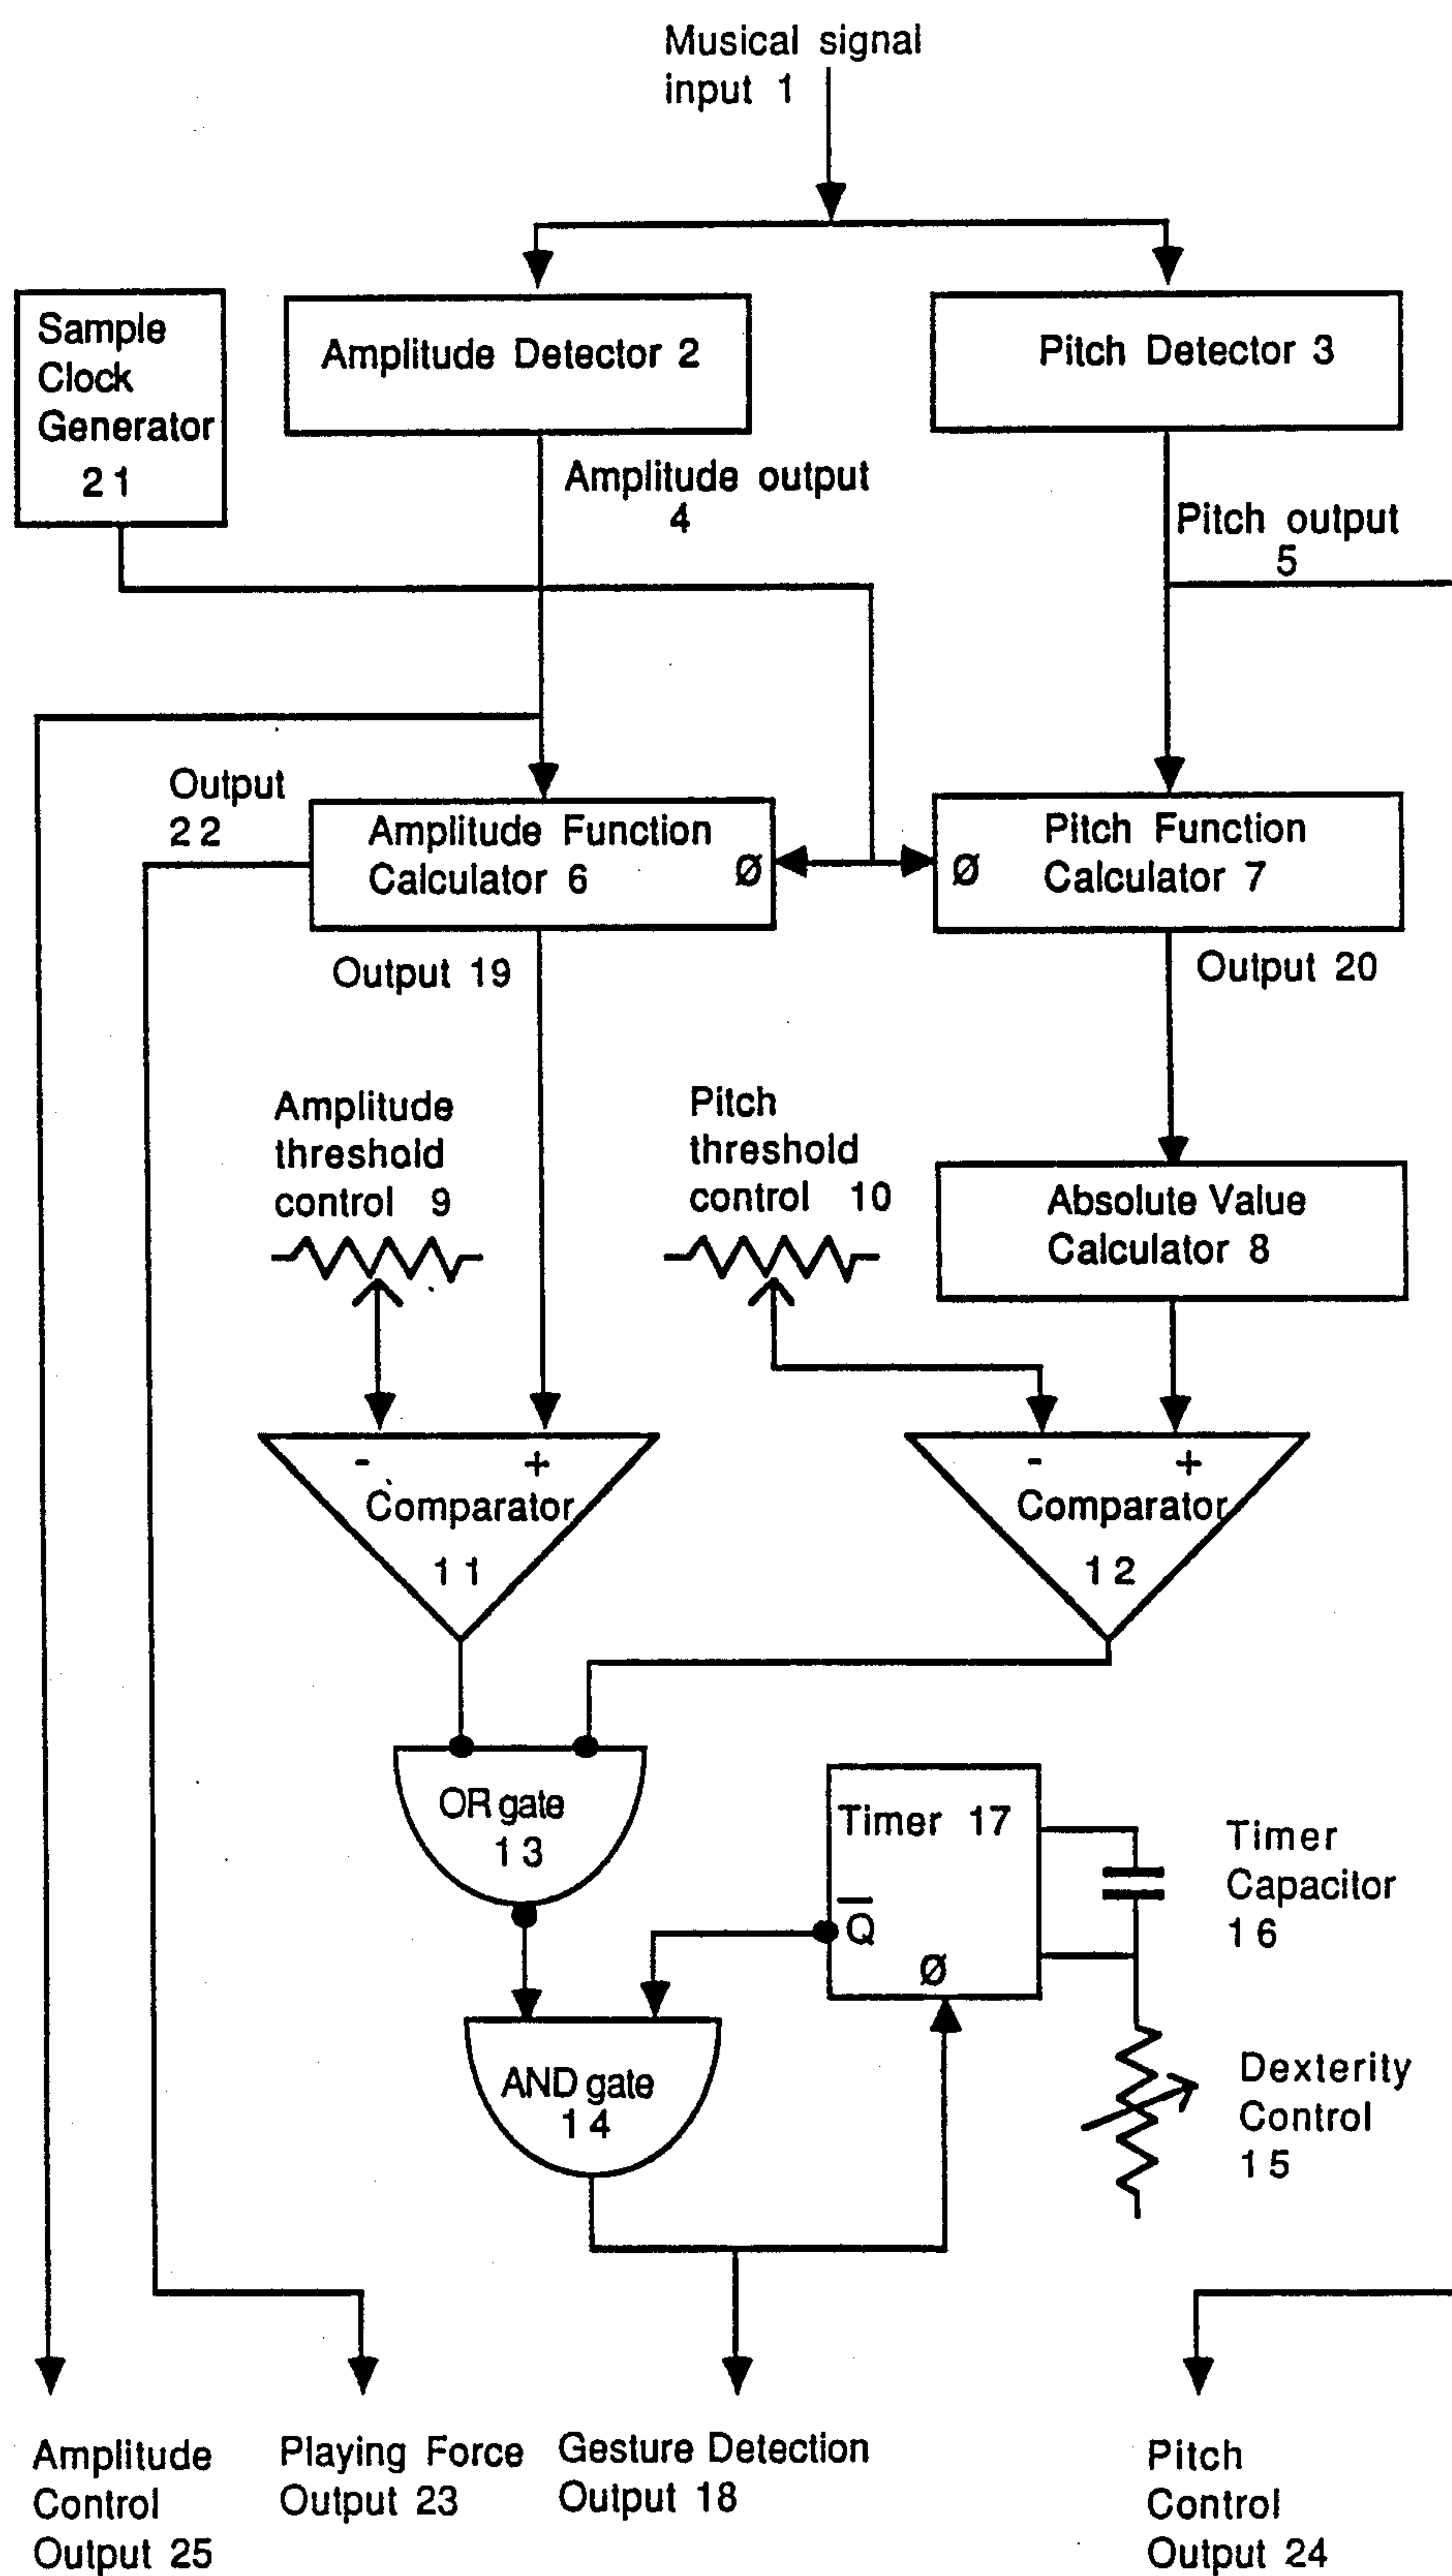 Musical signal
input 1
Sample
Clock
Generator
21
Amplitude Detector 2
Pitch Detector 3
Amplitude output
4
Pitch output
5
Output
22
Amplitude Function
Calculator 6
Ø
Ø
Pitch Function
Calculator 7
Output 19
Output 20
Amplitude
threshold
control 9
Pitch
threshold
control 10
Absolute Value
Calculator 8
- +
Comparator
11
- +
Comparator
12
OR gate
13
Timer 17
Q̅
Ø
Timer
Capacitor
16
AND gate
14
Dexterity
Control
15
Amplitude
Control
Output 25
Playing Force
Output 23
Gesture Detection
Output 18
Pitch
Control
Output 24